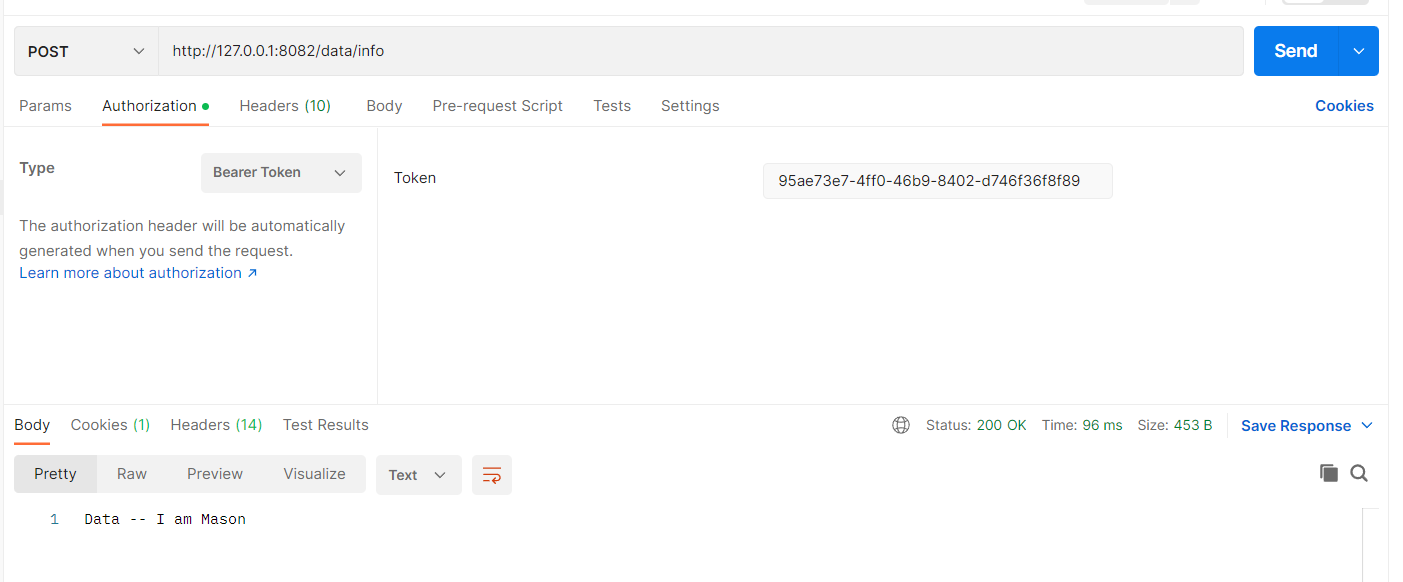 POST http://127.0.0.1:8082/data/info Send
Params Authorization Headers (10) Body Pre-request Script Tests Settings Cookies
Type Bearer Token
The authorization header will be automatically
generated when you send the request.
Learn more about authorization ↗
Token 95ae73e7-4ff0-46b9-8402-d746f36f8f89
Body Cookies (1) Headers (14) Test Results Status: 200 OK Time: 96 ms Size: 453 B Save Response
Pretty Raw Preview Visualize Text
1 Data -- I am Mason